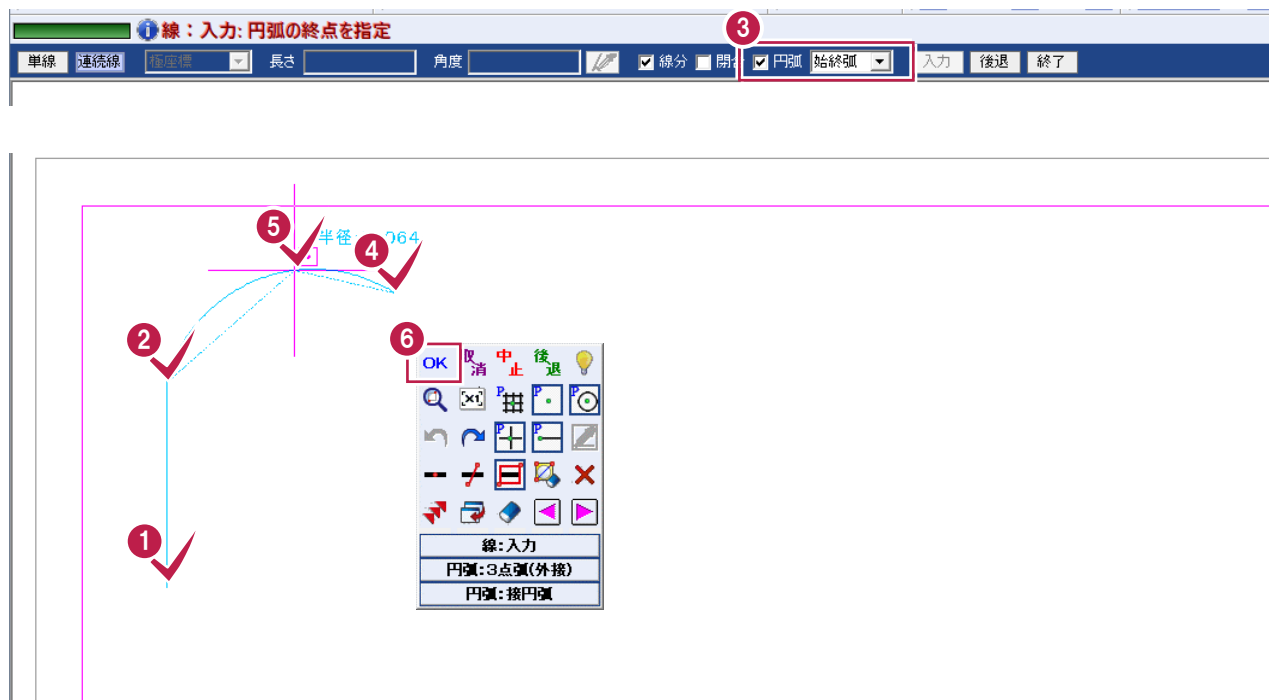 線：入力: 円弧の終点を指定
3
単線 連続線 極座標 長さ 角度 線分 閉 円弧 始終弧 入力 後退 終了
5 半径 964
4
2
6
OK 取消 中止 後退
1
線：入力
円弧：3点弧(外接)
円弧：接円弧